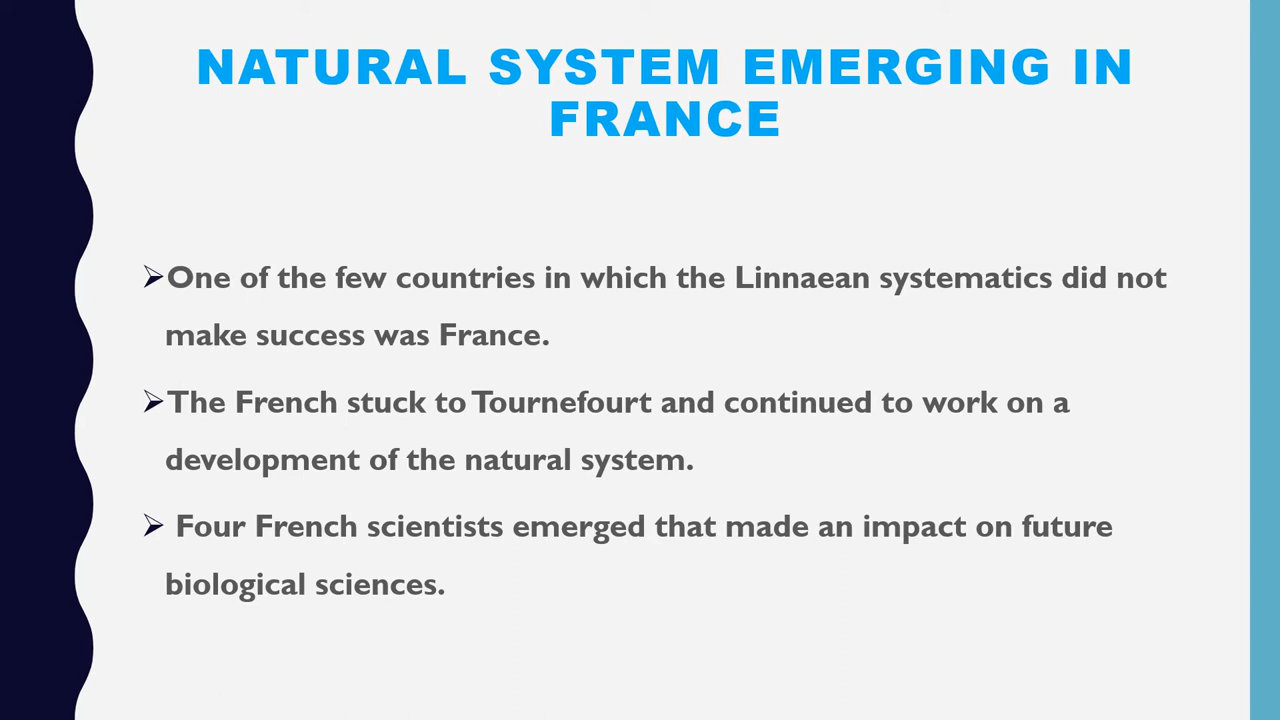 NATURAL SYSTEM EMERGING IN
FRANCE
➢One of the few countries in which the Linnaean systematics did not
make success was France.
➢The French stuck to Tournefourt and continued to work on a
development of the natural system.
➢ Four French scientists emerged that made an impact on future
biological sciences.